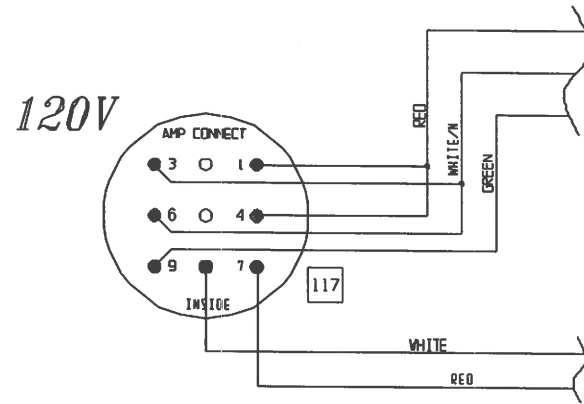 120V
AMP CONNECT
3 1
6 4
9 7
INSIDE
117
RED
WHITE/N
GREEN
WHITE
RED